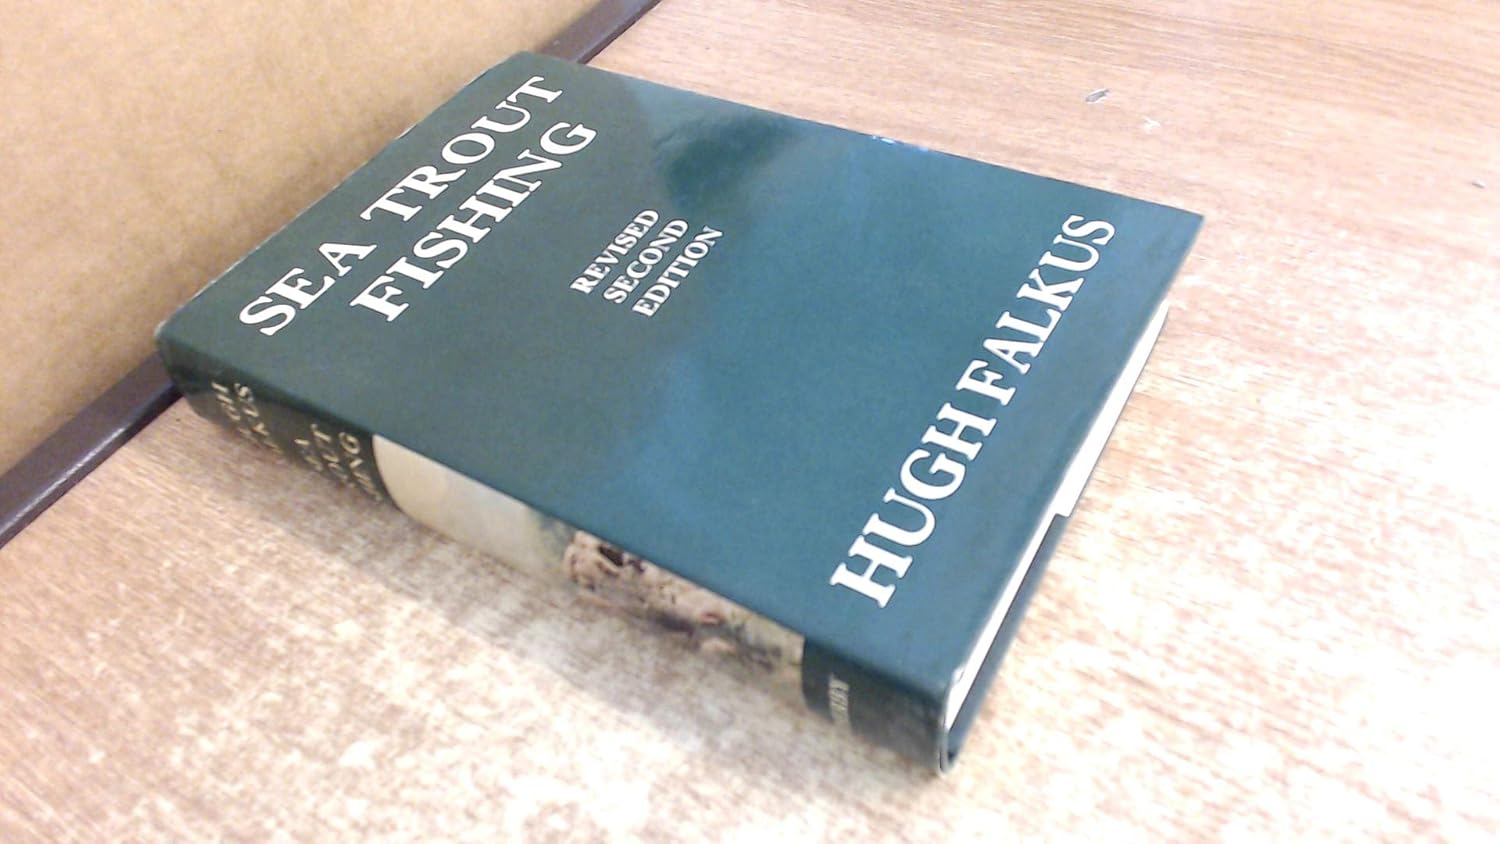 SEA TROUT
FISHING
REVISED
SECOND
EDITION
HUGH FALKUS